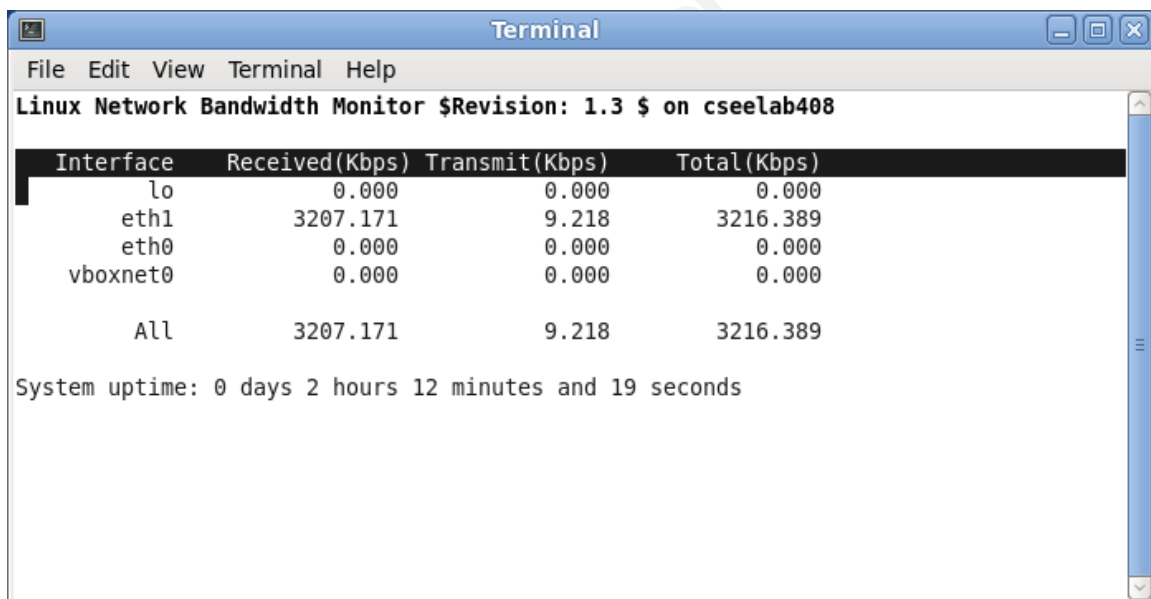 Terminal
File Edit View Terminal Help
Linux Network Bandwidth Monitor $Revision: 1.3 $ on cseelab408
Interface Received(Kbps) Transmit(Kbps) Total(Kbps)
lo 0.000 0.000 0.000
eth1 3207.171 9.218 3216.389
eth0 0.000 0.000 0.000
vboxnet0 0.000 0.000 0.000
All 3207.171 9.218 3216.389
System uptime: 0 days 2 hours 12 minutes and 19 seconds